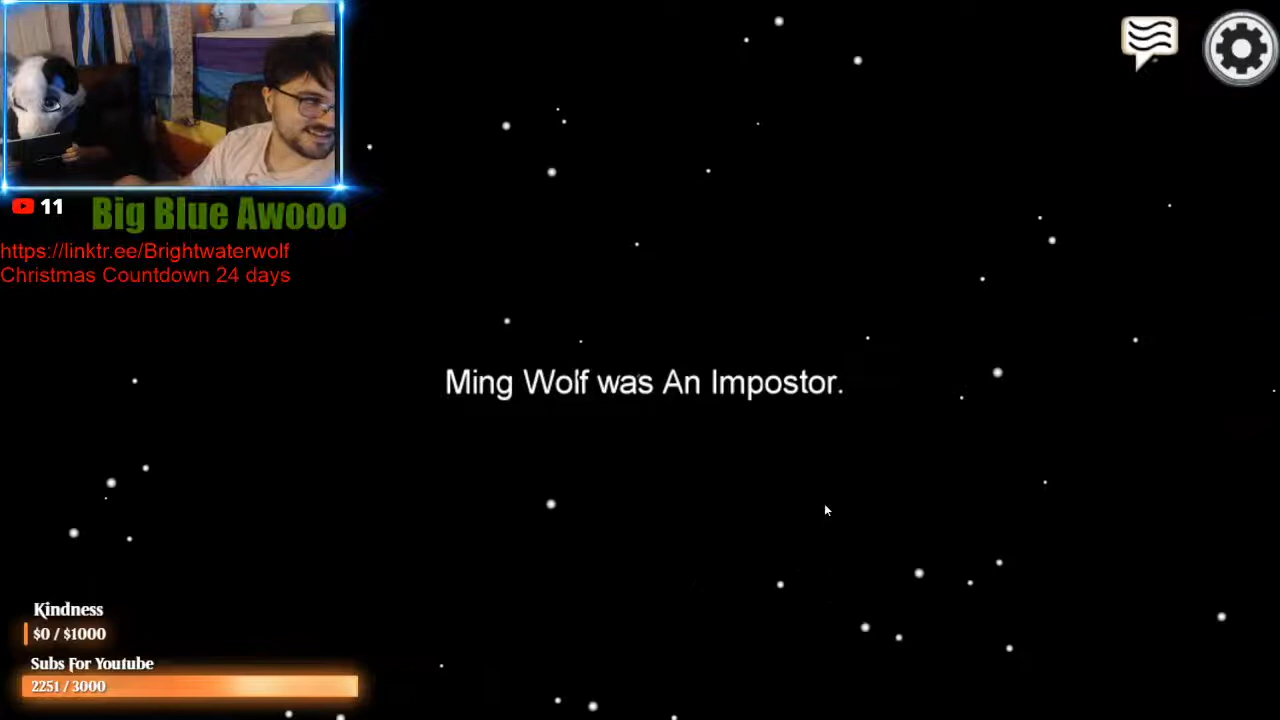 11
Big Blue Awooo
https://linktr.ee/Brightwaterwolf
Christmas Countdown 24 days
Ming Wolf was An Impostor.
Kindness
$0 / $1000
Subs For Youtube
2251 / 3000